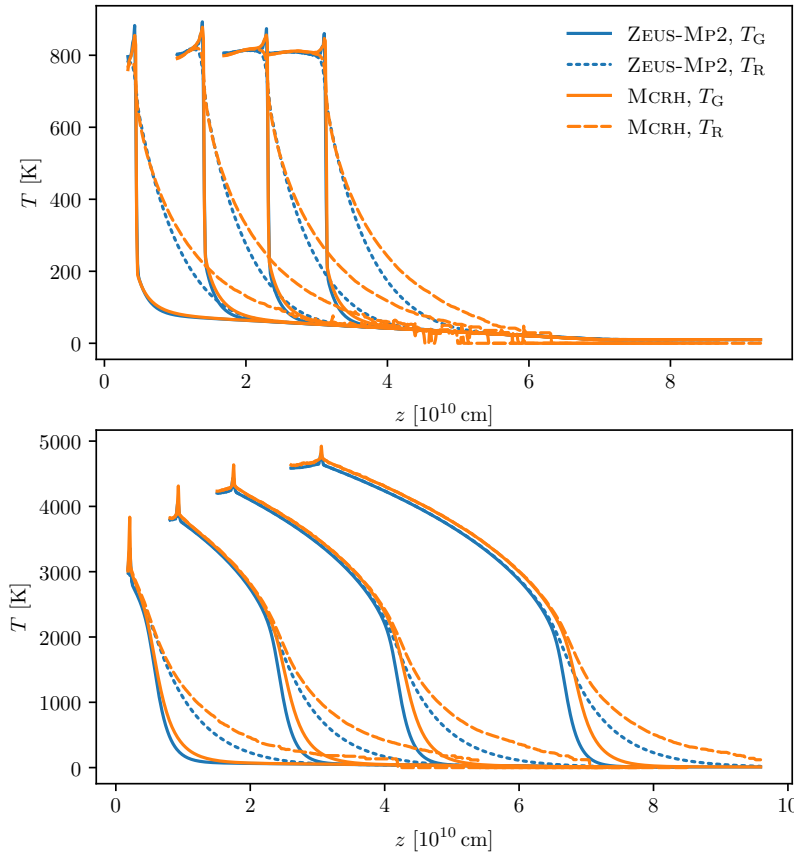 800
600
400
200
0
T [K]
ZEUS-MP2, T_G
ZEUS-MP2, T_R
MCRH, T_G
MCRH, T_R
0 2 4 6 8
z [10^10 cm]
5000
4000
3000
2000
1000
0
T [K]
0 2 4 6 8 10
z [10^10 cm]